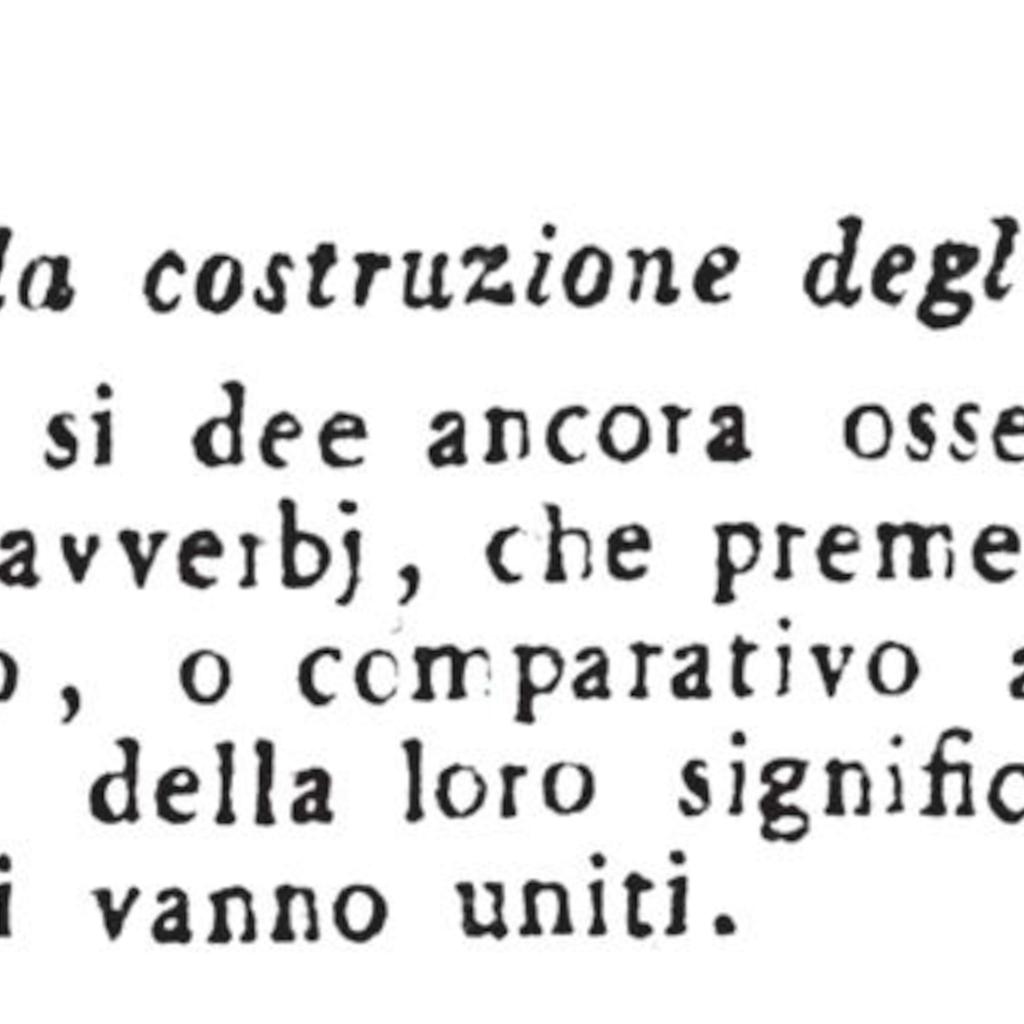 la costruzione degl
si dee ancora osse
avverbj, che preme
o, o comparativo a
della loro signific
i vanno uniti.